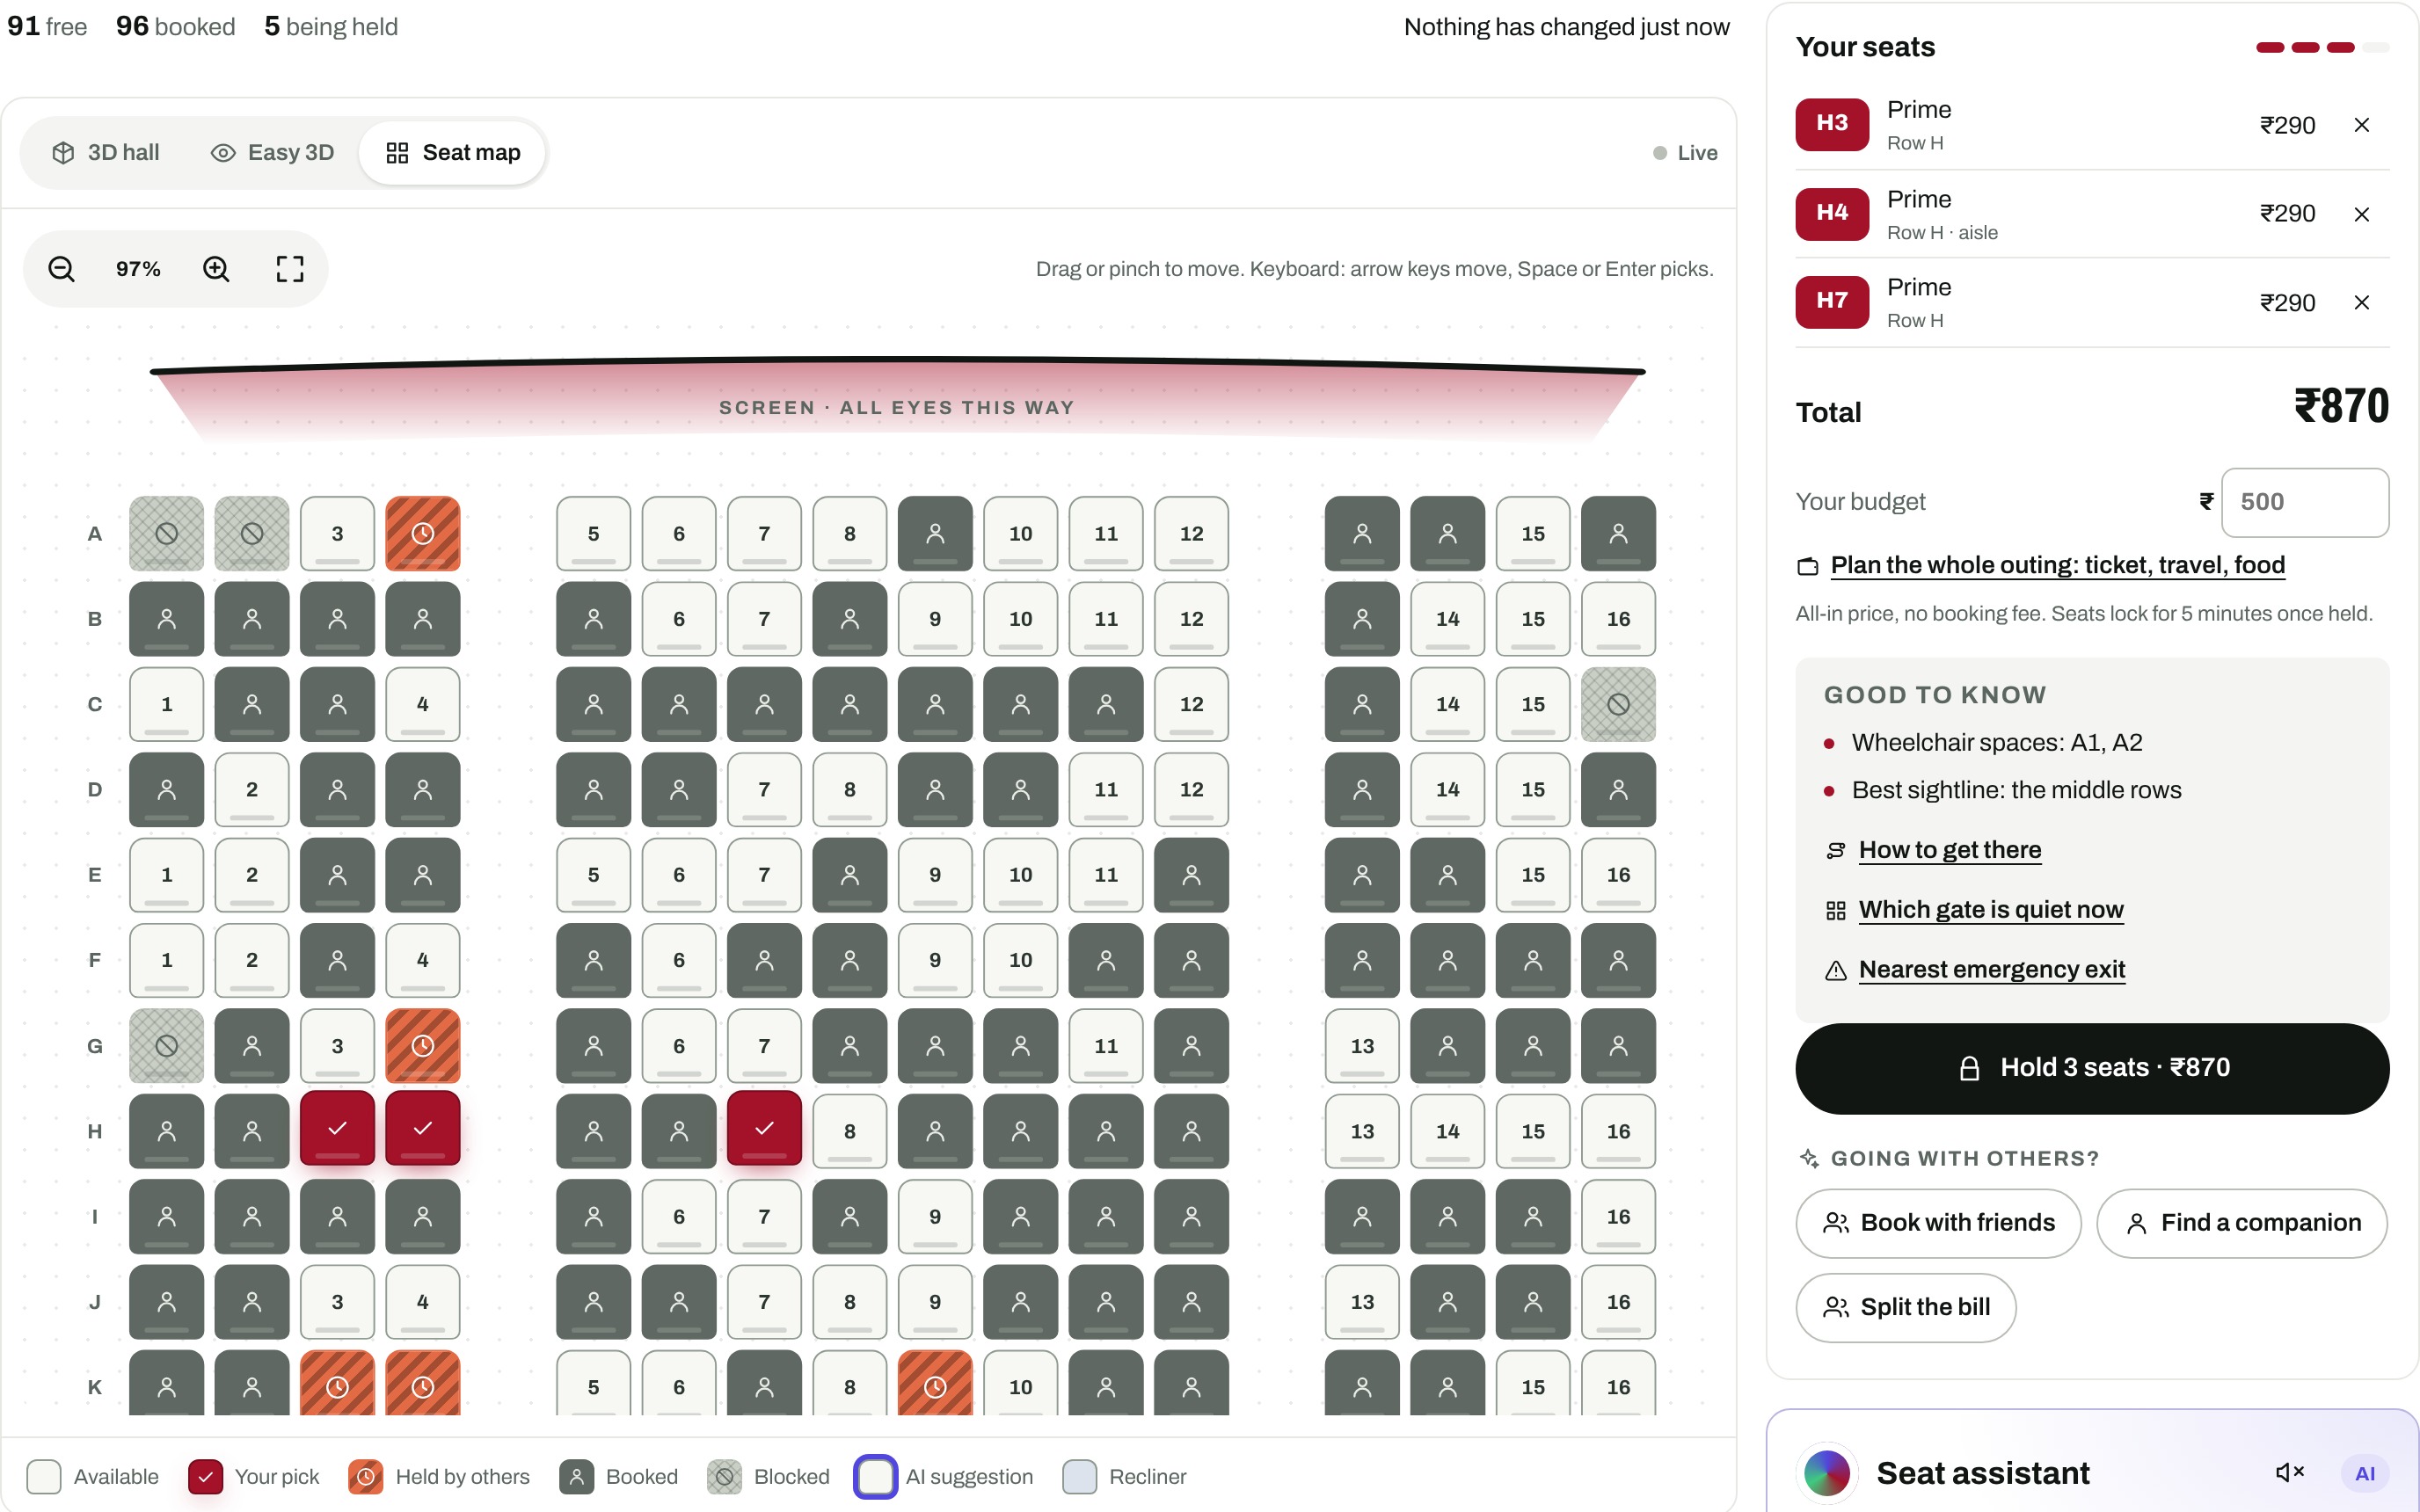 91 free 96 booked 5 being held
Nothing has changed just now
3D hall Easy 3D Seat map
Live
97%
Drag or pinch to move. Keyboard: arrow keys move, Space or Enter picks.
SCREEN · ALL EYES THIS WAY
A 3 5 6 7 8 10 11 12 15
B 6 7 9 10 11 12 14 15 16
C 1 4 12 14 15
D 2 7 8 11 12 14 15
E 1 2 5 6 7 9 10 11 15 16
F 1 2 4 6 9 10
G 3 6 7 11 13
H 8 13 14 15 16
I 6 7 9 16
J 3 4 7 8 9 13 16
K 5 6 8 10 15 16
Available Your pick Held by others Booked Blocked AI suggestion Recliner
Your seats
H3 Prime ₹290
Row H
H4 Prime ₹290
Row H · aisle
H7 Prime ₹290
Row H
Total ₹870
Your budget ₹ 500
Plan the whole outing: ticket, travel, food
All-in price, no booking fee. Seats lock for 5 minutes once held.
GOOD TO KNOW
Wheelchair spaces: A1, A2
Best sightline: the middle rows
How to get there
Which gate is quiet now
Nearest emergency exit
Hold 3 seats · ₹870
GOING WITH OTHERS?
Book with friends Find a companion
Split the bill
Seat assistant AI